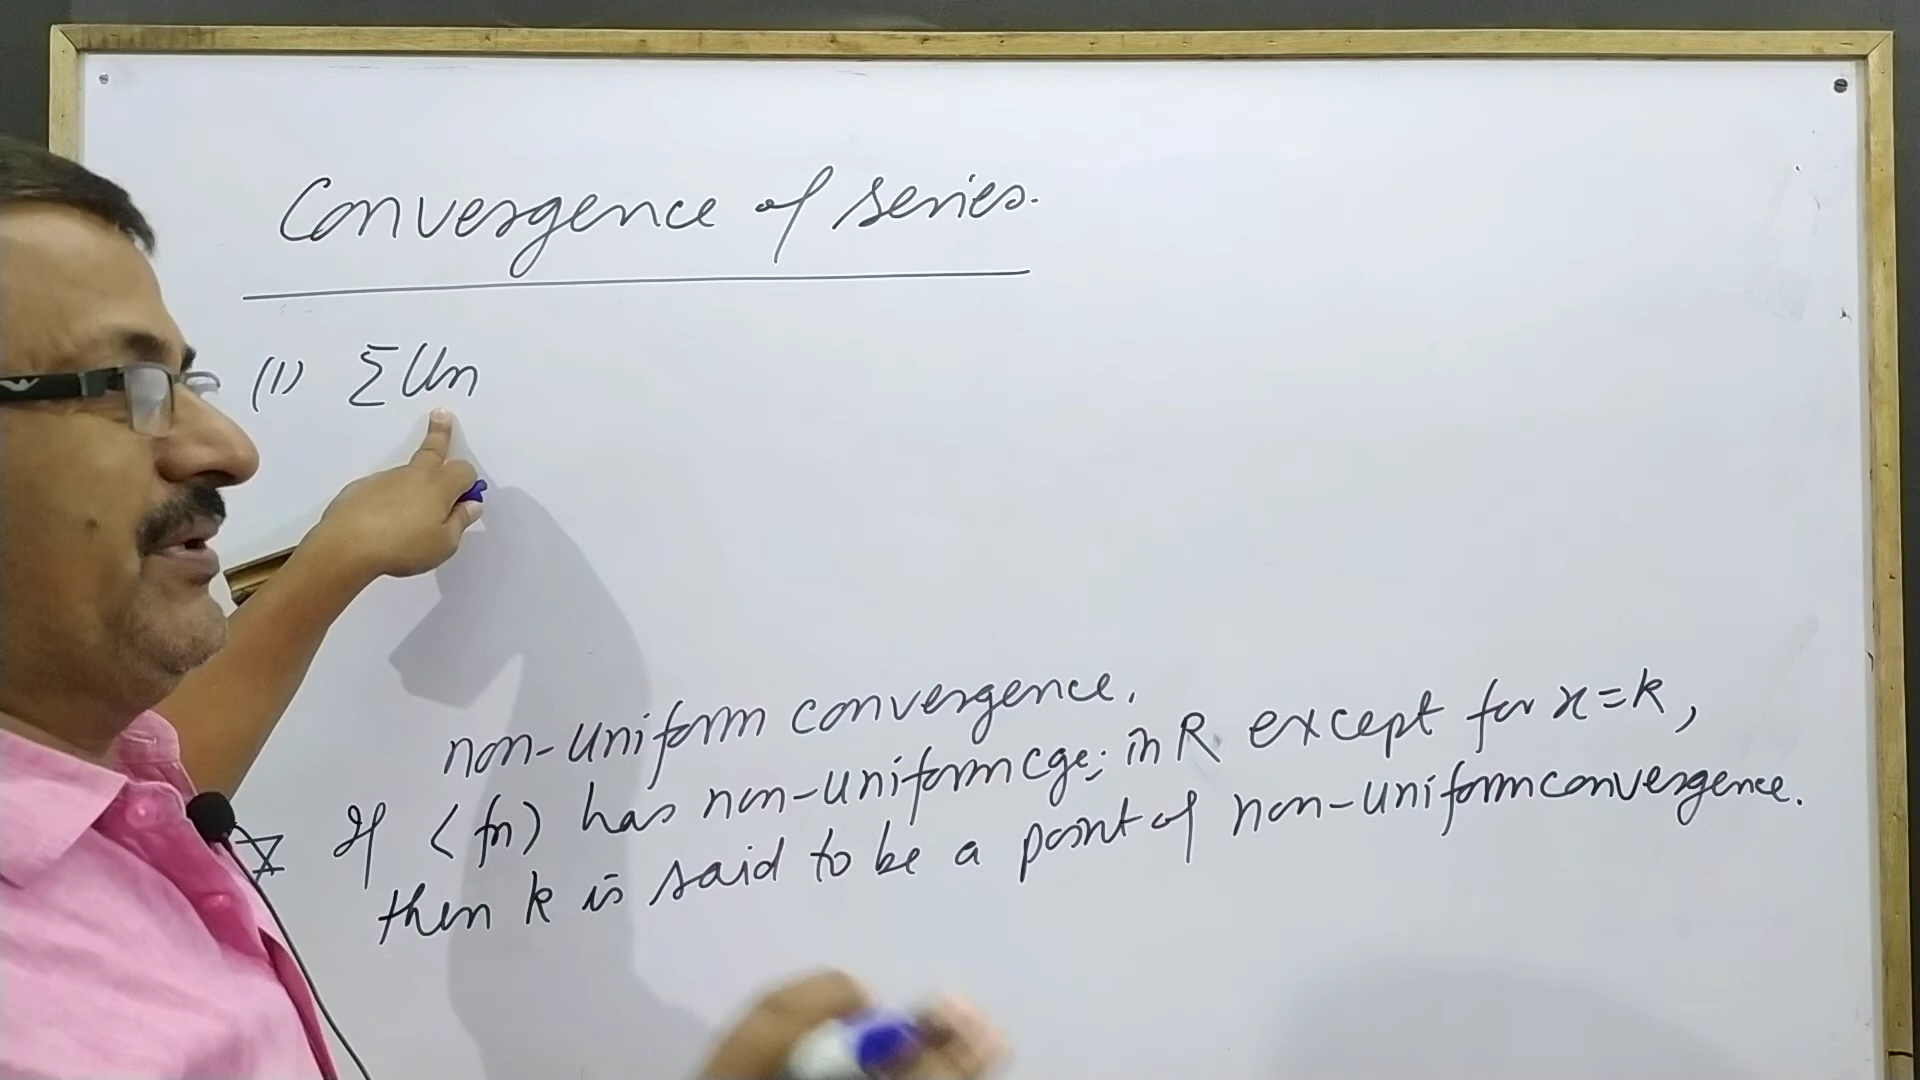 Convergence of series.
(1) ΣUn
non-uniform convergence.
If <fn> has non-uniform cge; in R except for x=k,
then k is said to be a point of non-uniform convergence.